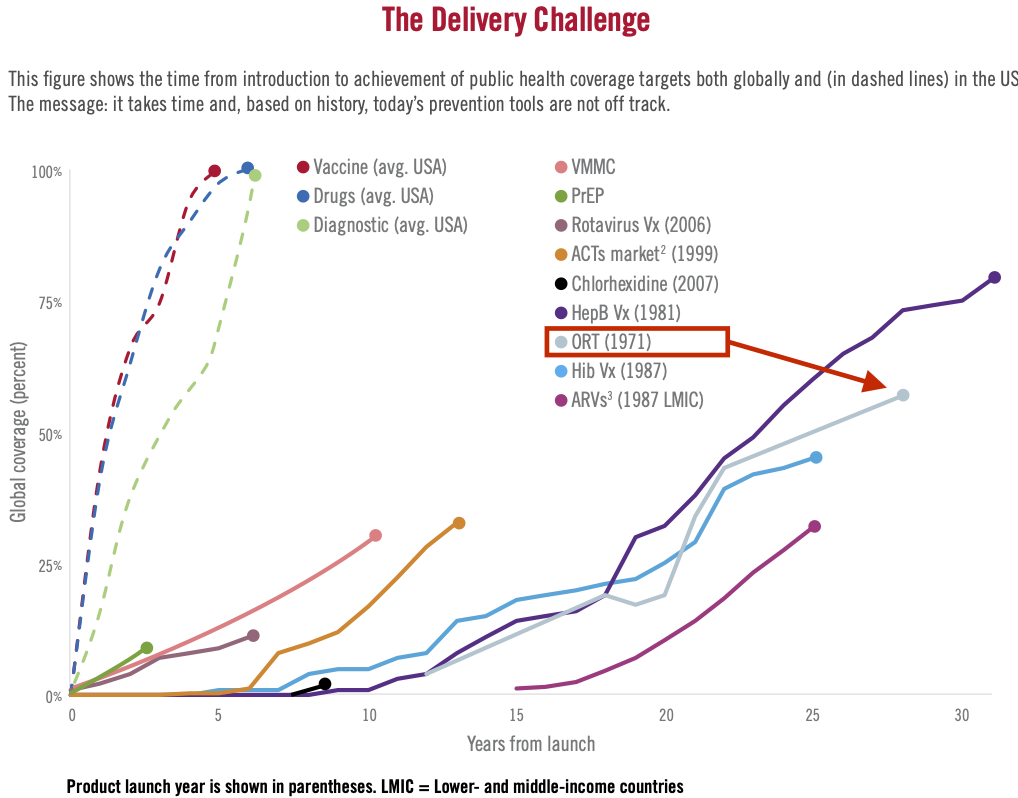 The Delivery Challenge
This figure shows the time from introduction to achievement of public health coverage targets both globally and (in dashed lines) in the US
The message: it takes time and, based on history, today's prevention tools are not off track.
Vaccine (avg. USA)
Drugs (avg. USA)
Diagnostic (avg. USA)
VMMC
PrEP
Rotavirus Vx (2006)
ACTs market² (1999)
Chlorhexidine (2007)
HepB Vx (1981)
ORT (1971)
Hib Vx (1987)
ARVs³ (1987 LMIC)
Global coverage (percent)
100%
75%
50%
25%
0%
0 5 10 15 20 25 30
Years from launch
Product launch year is shown in parentheses. LMIC = Lower- and middle-income countries